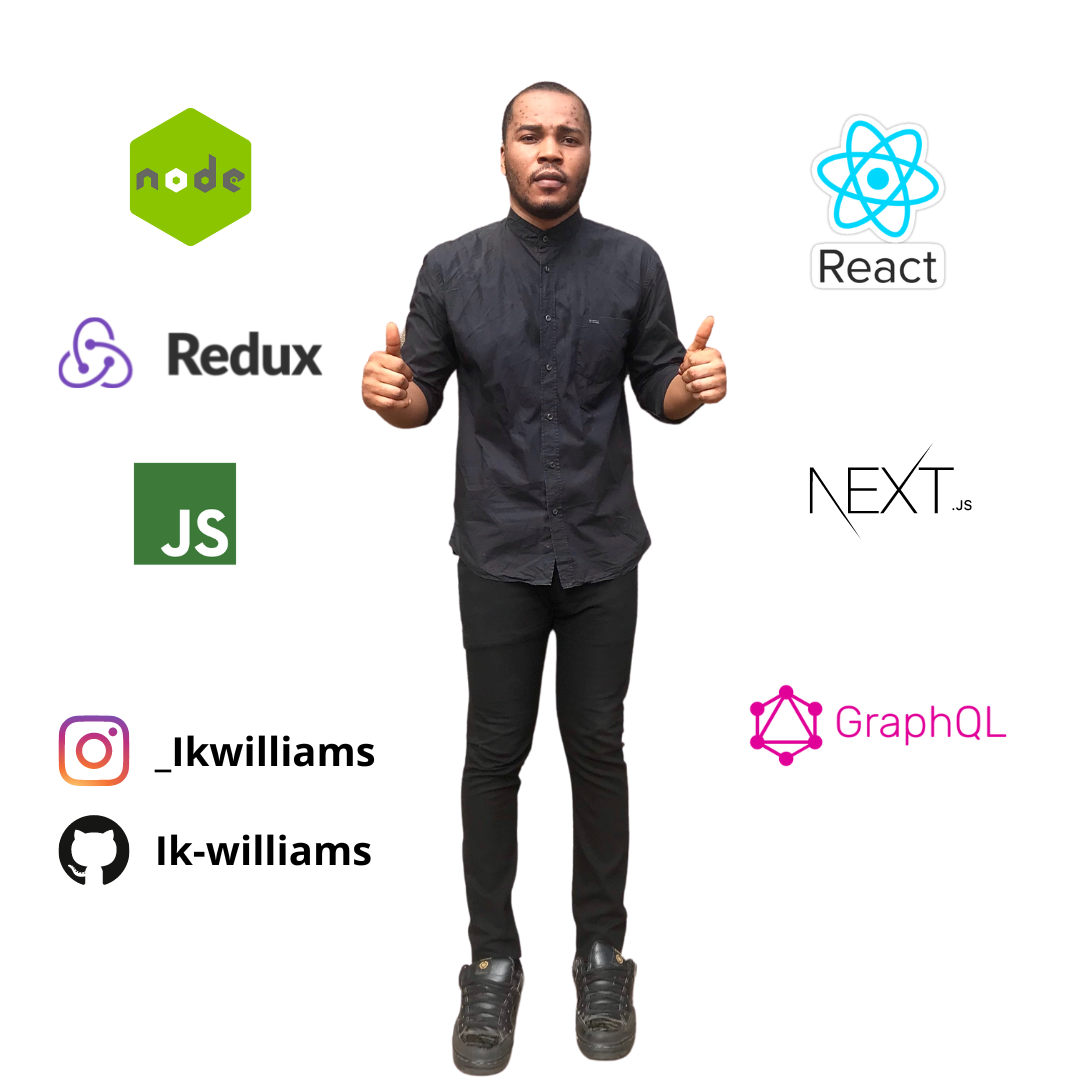 node
React
Redux
JS
NEXT.JS
GraphQL
_Ikwilliams
Ik-williams